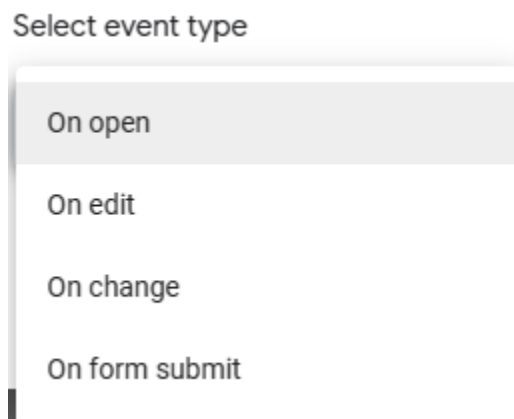 Select event type
On open
On edit
On change
On form submit